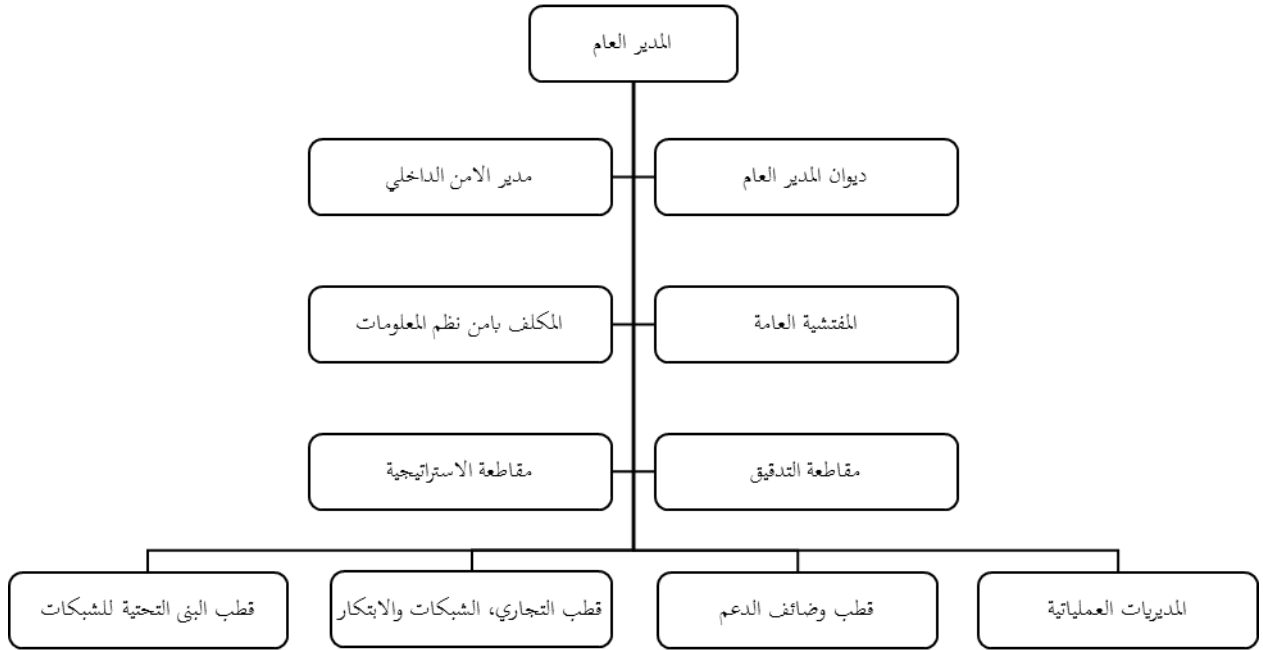 المدير العام
ديوان المدير العام
مدير الامن الداخلي
المفتشية العامة
المكلف بامن نظم المعلومات
مقاطعة التدقيق
مقاطعة الاستراتيجية
المديريات العملياتية
قطب وضائف الدعم
قطب التجاري، الشبكات والابتكار
قطب البنى التحتية للشبكات